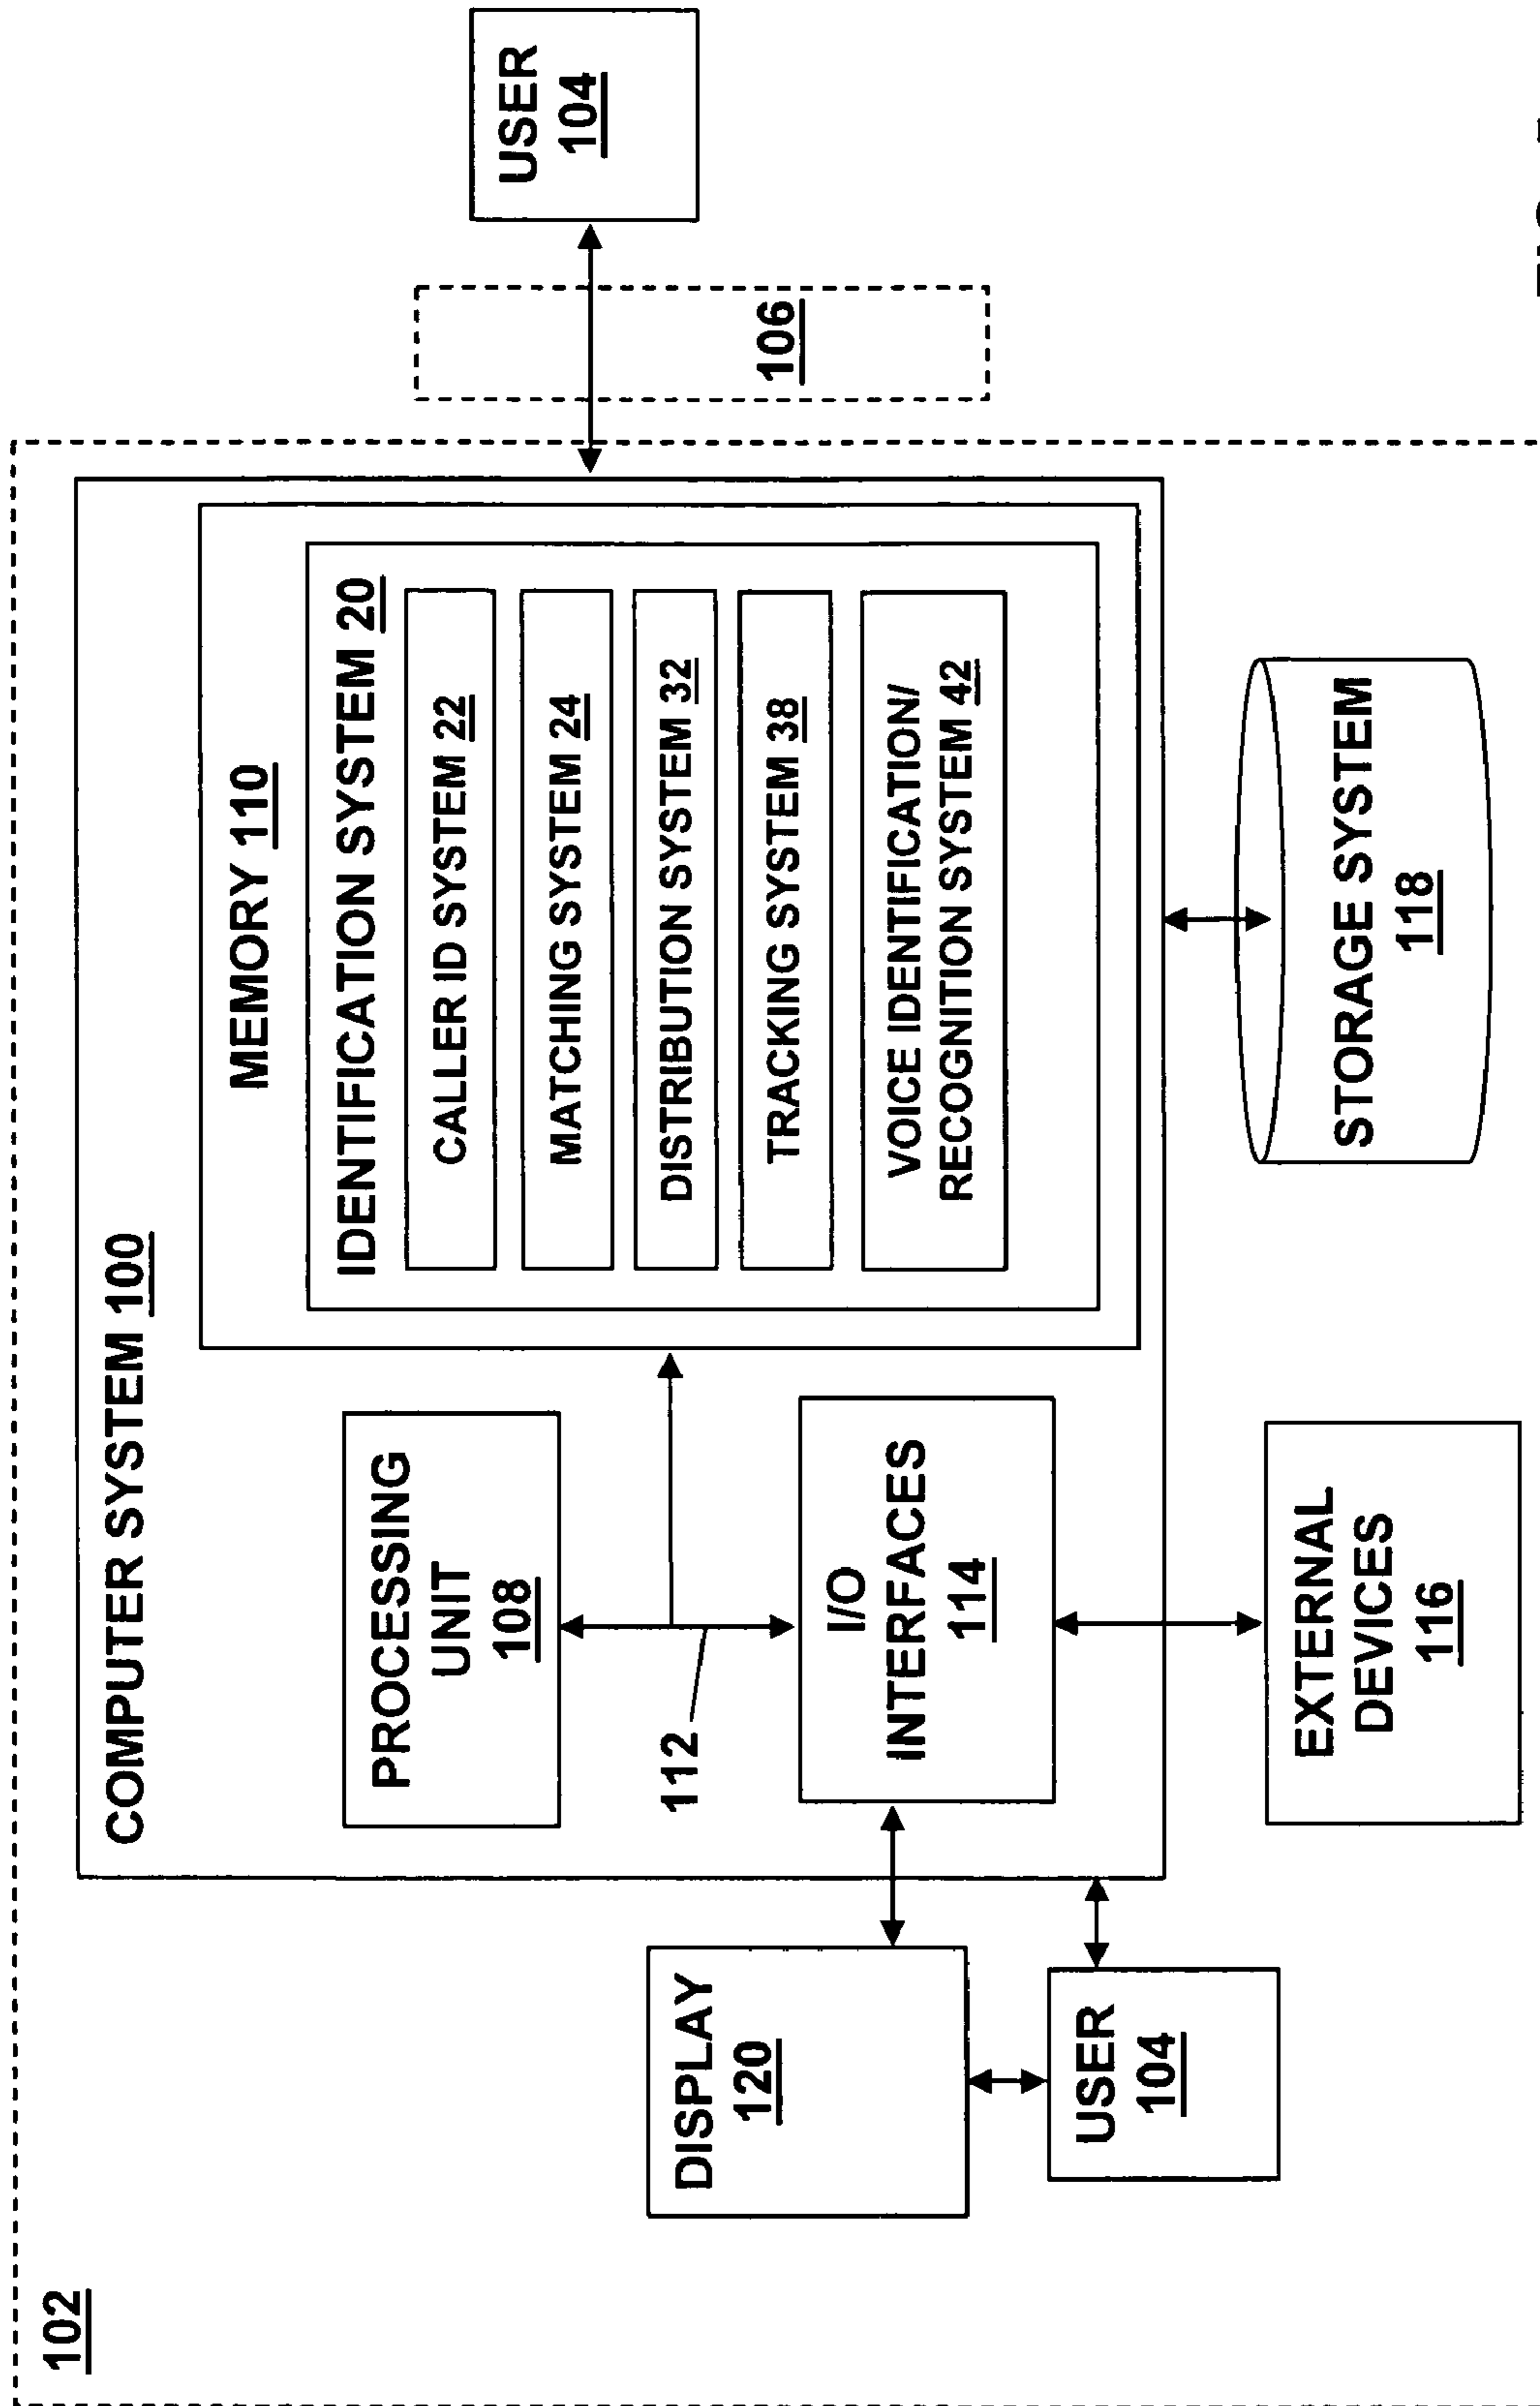 102
COMPUTER SYSTEM 100
PROCESSING
UNIT
108
112
I/O
INTERFACES
114
MEMORY 110
IDENTIFICATION SYSTEM 20
CALLER ID SYSTEM 22
MATCHING SYSTEM 24
DISTRIBUTION SYSTEM 32
TRACKING SYSTEM 38
VOICE IDENTIFICATION/
RECOGNITION SYSTEM 42
106
USER
104
DISPLAY
120
USER
104
EXTERNAL
DEVICES
116
STORAGE SYSTEM
118